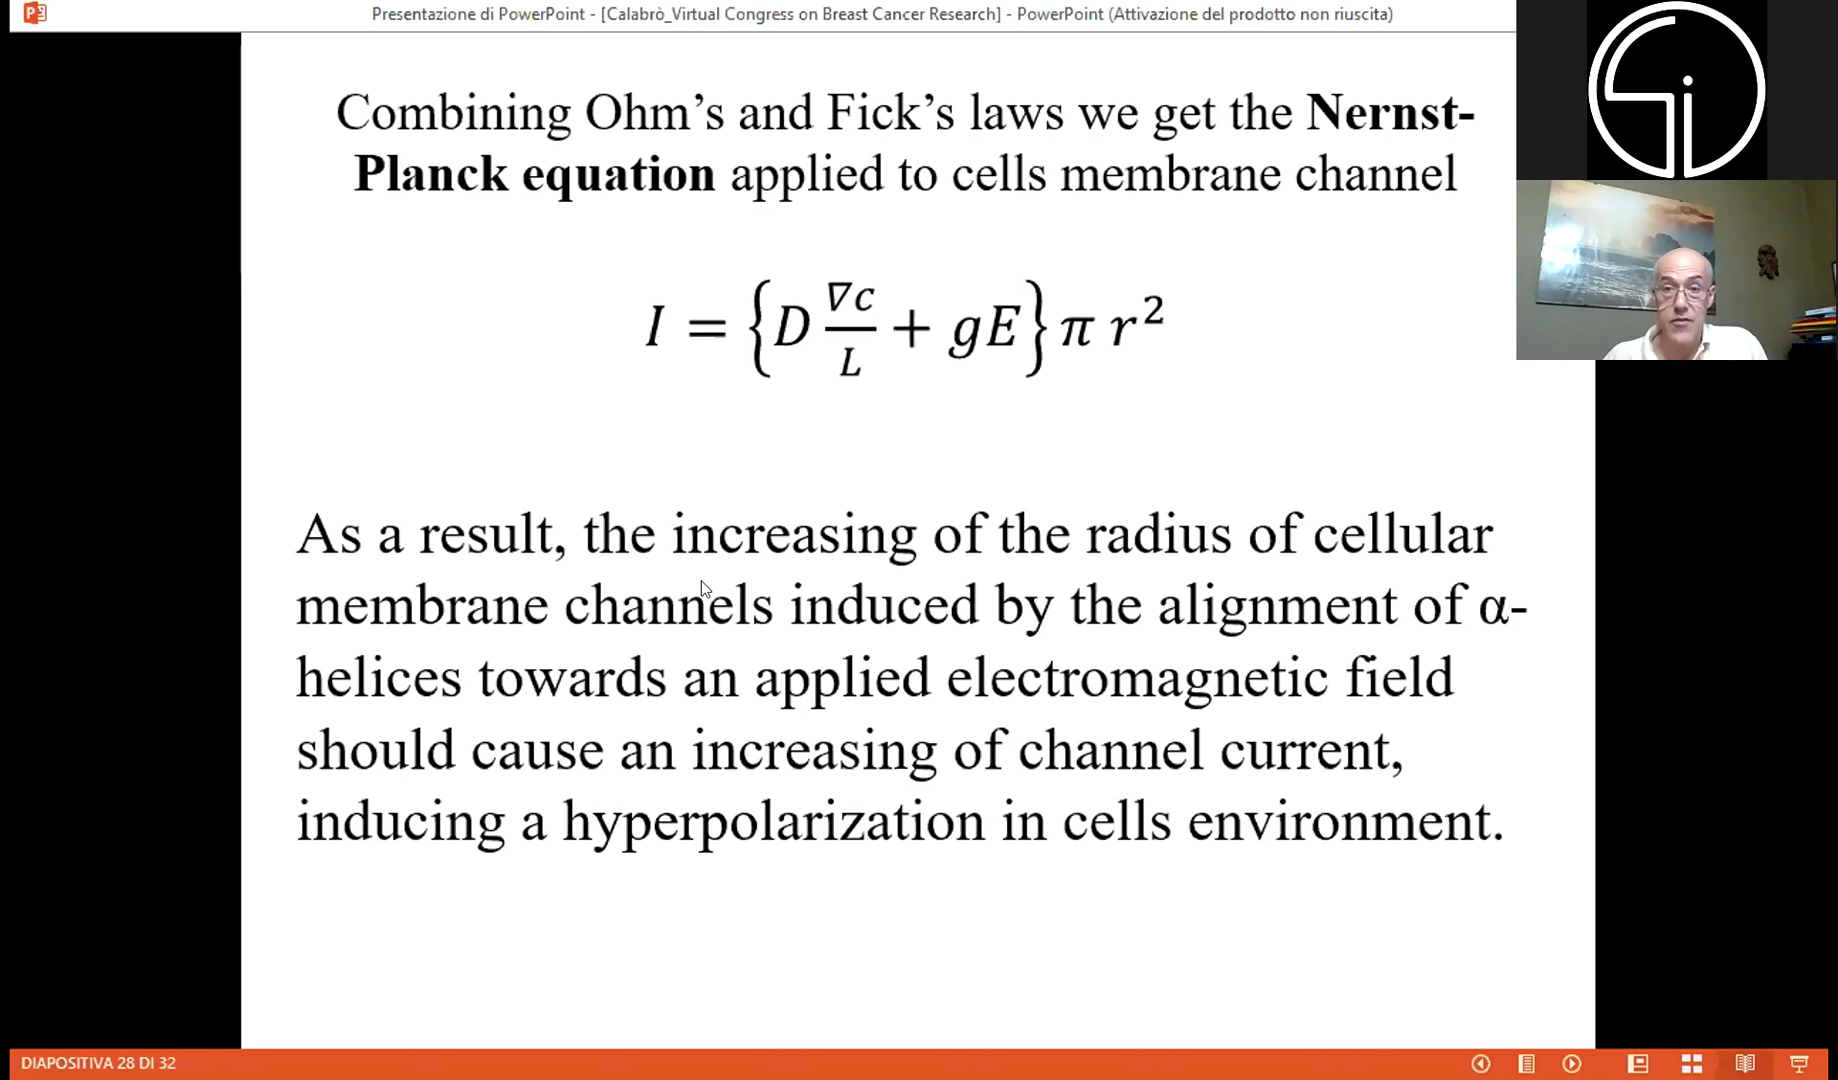 Presentazione di PowerPoint - [Calabrò_Virtual Congress on Breast Cancer Research] - PowerPoint (Attivazione del prodotto non riuscita)
Combining Ohm’s and Fick’s laws we get the Nernst-
Planck equation applied to cells membrane channel
I = {D ∇c/L + gE} π r²
As a result, the increasing of the radius of cellular
membrane channels induced by the alignment of α-
helices towards an applied electromagnetic field
should cause an increasing of channel current,
inducing a hyperpolarization in cells environment.
DIAPOSITIVA 28 DI 32